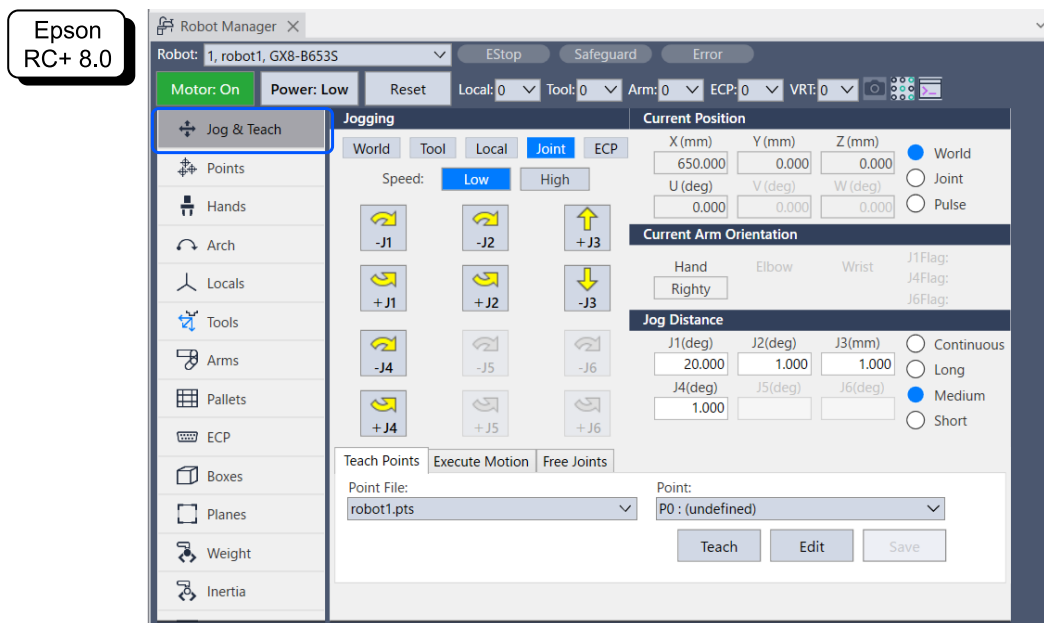 Epson
RC+ 8.0
Robot Manager
Robot: 1, robot1, GX8-B653S EStop Safeguard Error
Motor: On Power: Low Reset Local: 0 Tool: 0 Arm: 0 ECP: 0 VRT: 0
Jog & Teach
Points
Hands
Arch
Locals
Tools
Arms
Pallets
ECP
Boxes
Planes
Weight
Inertia
Jogging
World Tool Local Joint ECP
Speed: Low High
-J1 -J2 +J3
+J1 +J2 -J3
-J4 -J5 -J6
+J4 +J5 +J6
Current Position
X (mm) Y (mm) Z (mm)
650.000 0.000 0.000
U (deg) V (deg) W (deg)
0.000 0.000 0.000
World
Joint
Pulse
Current Arm Orientation
Hand Elbow Wrist
Righty
J1Flag:
J4Flag:
J6Flag:
Jog Distance
J1(deg) J2(deg) J3(mm)
20.000 1.000 1.000
J4(deg) J5(deg) J6(deg)
1.000
Continuous
Long
Medium
Short
Teach Points Execute Motion Free Joints
Point File: Point:
robot1.pts P0 : (undefined)
Teach Edit Save